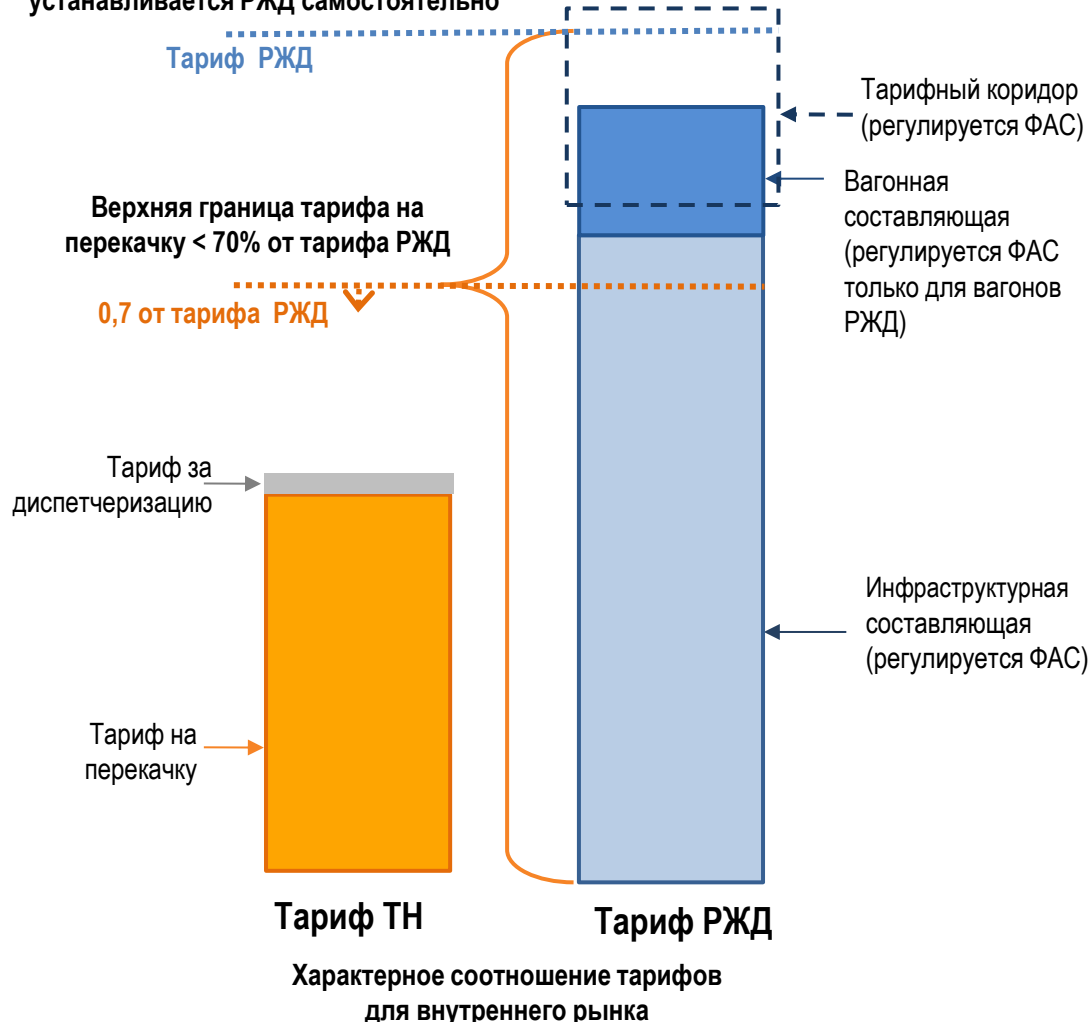 устанавливается РЖД самостоятельно
Тариф РЖД
Тарифный коридор
(регулируется ФАС)
Вагонная
составляющая
(регулируется ФАС
только для вагонов
РЖД)
Верхняя граница тарифа на
перекачку < 70% от тарифа РЖД
0,7 от тарифа РЖД
Тариф за
диспетчеризацию
Инфраструктурная
составляющая
(регулируется ФАС)
Тариф на
перекачку
Тариф ТН
Тариф РЖД
Характерное соотношение тарифов
для внутреннего рынка